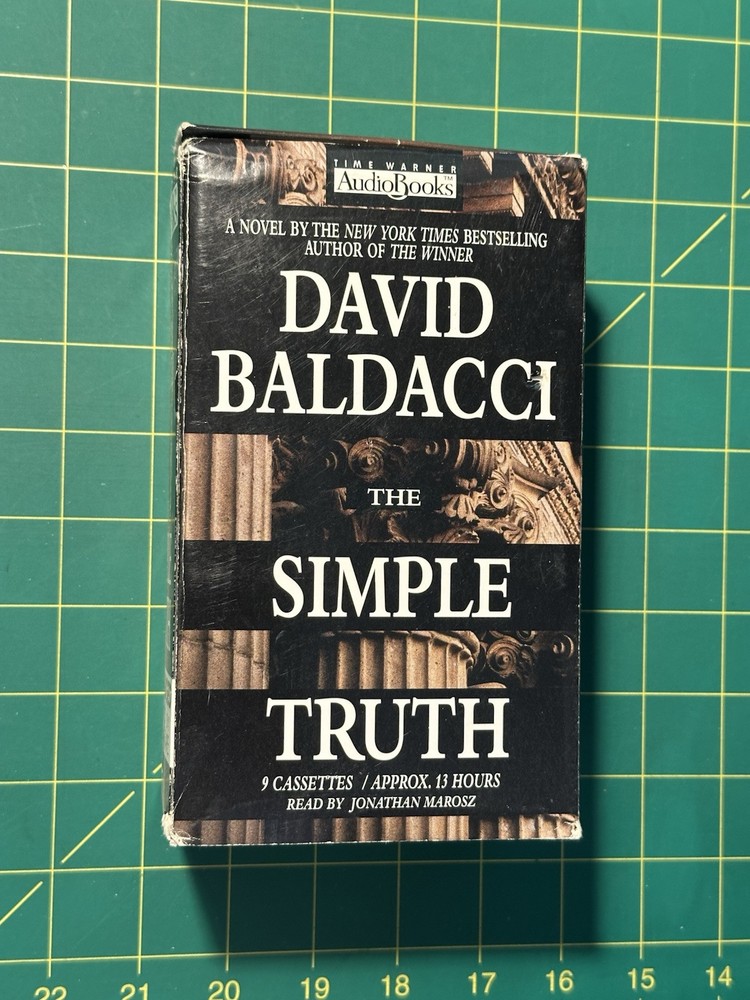 TIME WARNER
AudioBooks™
A NOVEL BY THE NEW YORK TIMES BESTSELLING
AUTHOR OF THE WINNER
DAVID
BALDACCI
THE
SIMPLE
TRUTH
9 CASSETTES / APPROX. 13 HOURS
READ BY JONATHAN MAROSZ
22 21 20 19 18 17 16 15 14